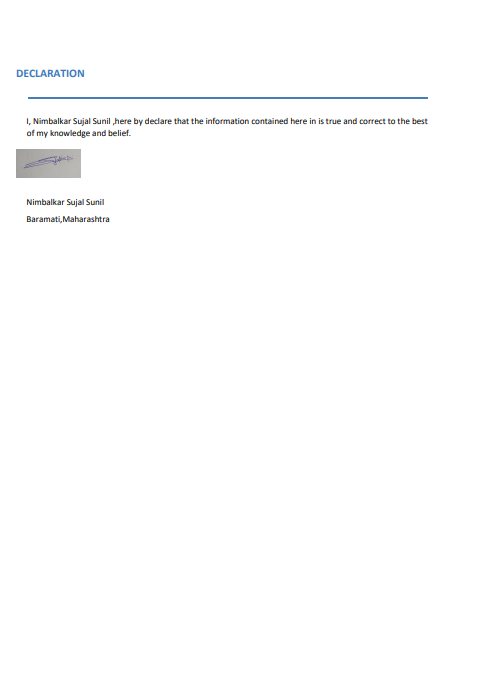 DECLARATION
I, Nimbalkar Sujal Sunil ,here by declare that the information contained here in is true and correct to the best
of my knowledge and belief.
Nimbalkar Sujal Sunil
Baramati,Maharashtra